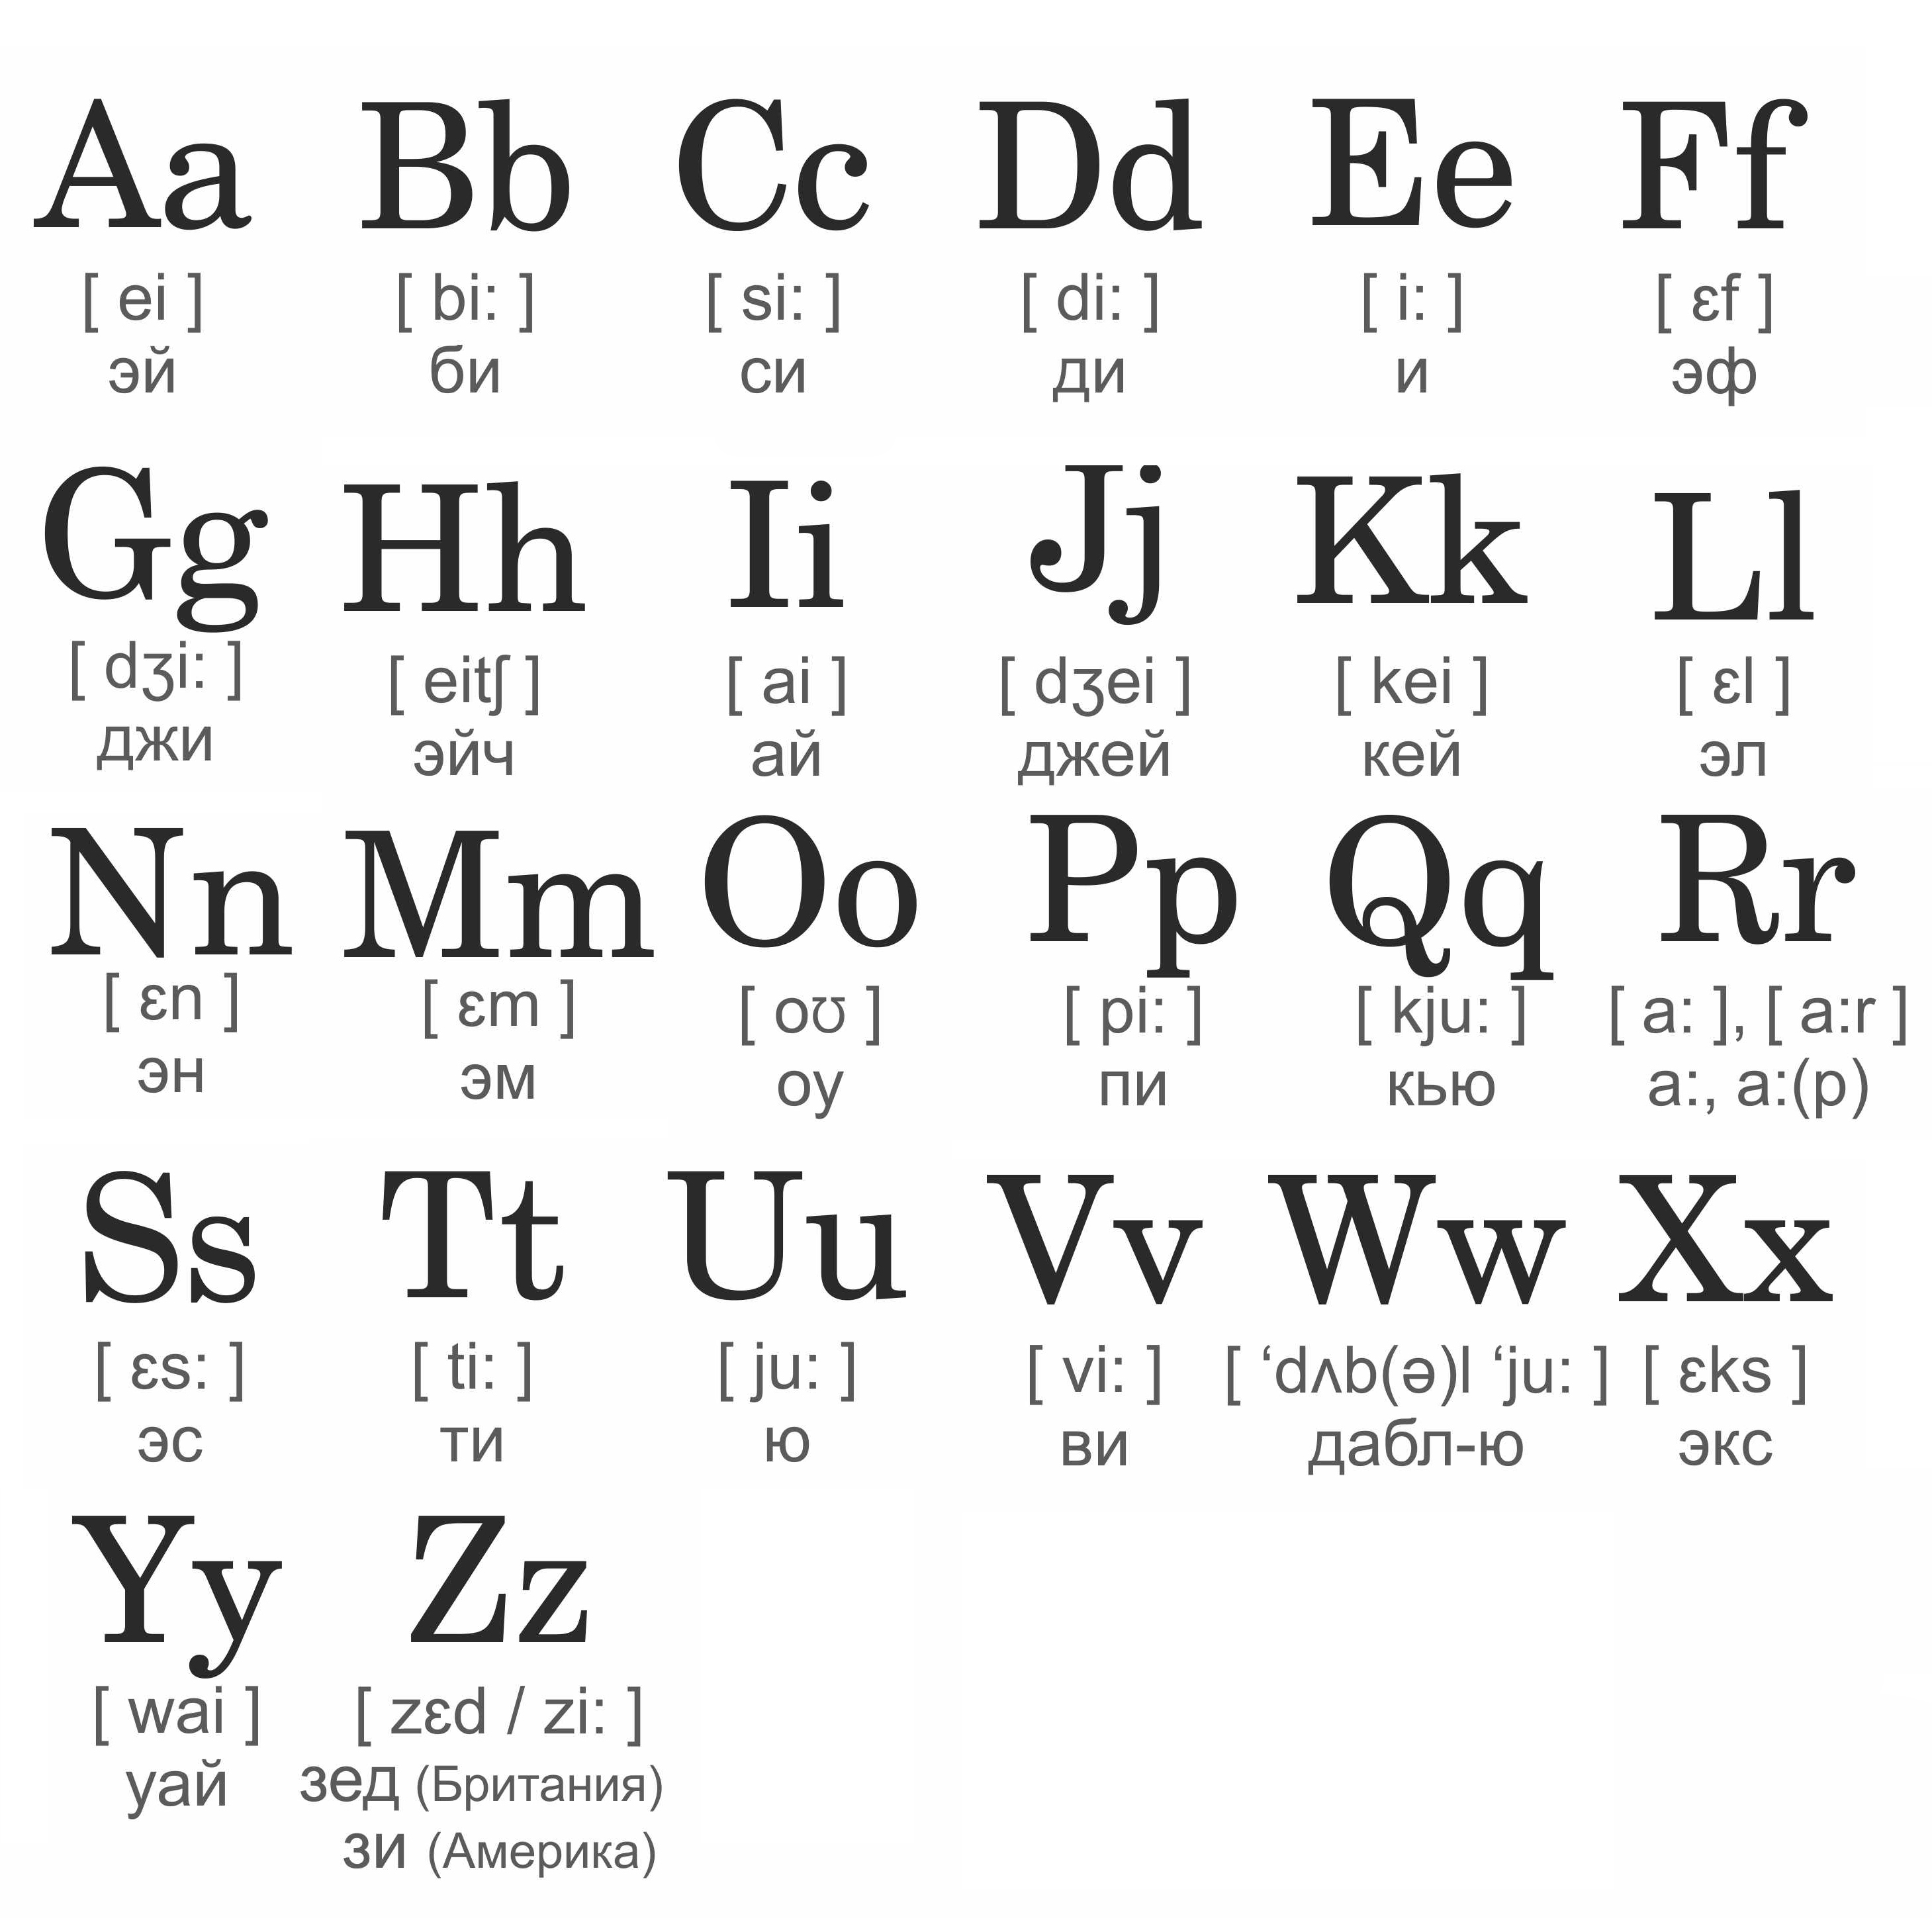 Aa Bb Cc Dd Ee Ff
[ ei ] [ bi: ] [ si: ] [ di: ] [ i: ] [ ɛf ]
эй би си ди и эф
Gg Hh Ii Jj Kk Ll
[ dʒi: ] [ eitʃ ] [ ai ] [ dʒei ] [ kei ] [ ɛl ]
джи эйч ай джей кей эл
Nn Mm Oo Pp Qq Rr
[ ɛn ] [ ɛm ] [ oʊ ] [ pi: ] [ kju: ] [ a: ], [ a:r ]
эн эм оу пи кью а:, а:(р)
Ss Tt Uu Vv Ww Xx
[ ɛs: ] [ ti: ] [ ju: ] [ vi: ] [ ‘dʌb(ə)l ‘ju: ] [ ɛks ]
эс ти ю ви дабл-ю экс
Yy Zz
[ wai ] [ zɛd / zi: ]
уай зед (Британия)
зи (Америка)